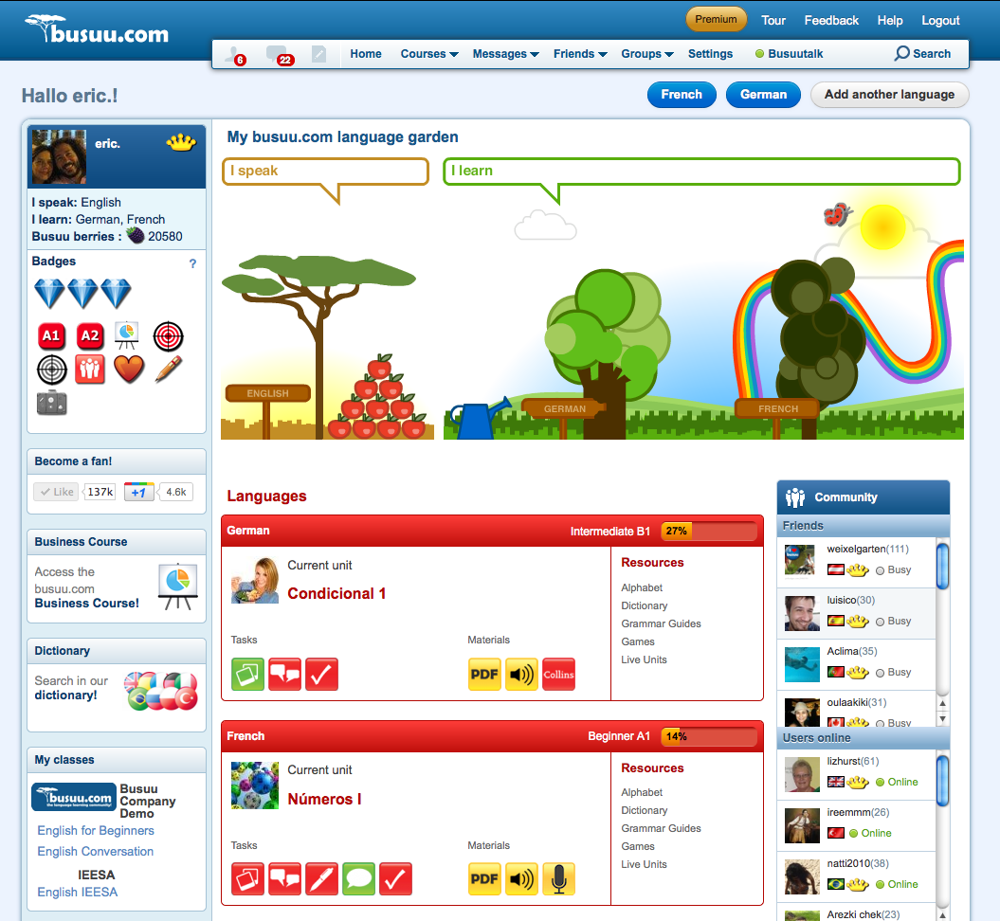 busuu.com
Premium Tour Feedback Help Logout
6 22 Home Courses Messages Friends Groups Settings Busuutalk Search
Hallo eric.!
French German Add another language
eric.
I speak: English
I learn: German, French
Busuu berries : 20580
Badges ?
A1 A2
Become a fan!
Like 137k +1 4.6k
Business Course
Access the
busuu.com
Business Course!
Dictionary
Search in our
dictionary!
My classes
busuu.com
the language learning community!
Busuu
Company
Demo
English for Beginners
English Conversation
IEESA
English IEESA
My busuu.com language garden
I speak I learn
ENGLISH GERMAN FRENCH
Languages
German Intermediate B1 27%
Current unit
Condicional 1
Tasks Materials
PDF Collins
Resources
Alphabet
Dictionary
Grammar Guides
Games
Live Units
French Beginner A1 14%
Current unit
Números I
Tasks Materials
PDF
Resources
Alphabet
Dictionary
Grammar Guides
Games
Live Units
Community
Friends
weixelgarten(111)
Busy
luisico(30)
Busy
Aclima(35)
Busy
oulaakiki(31)
Busy
Users online
lizhurst(61)
Online
ireemmm(26)
Online
natti2010(38)
Online
Arezki chek(23)